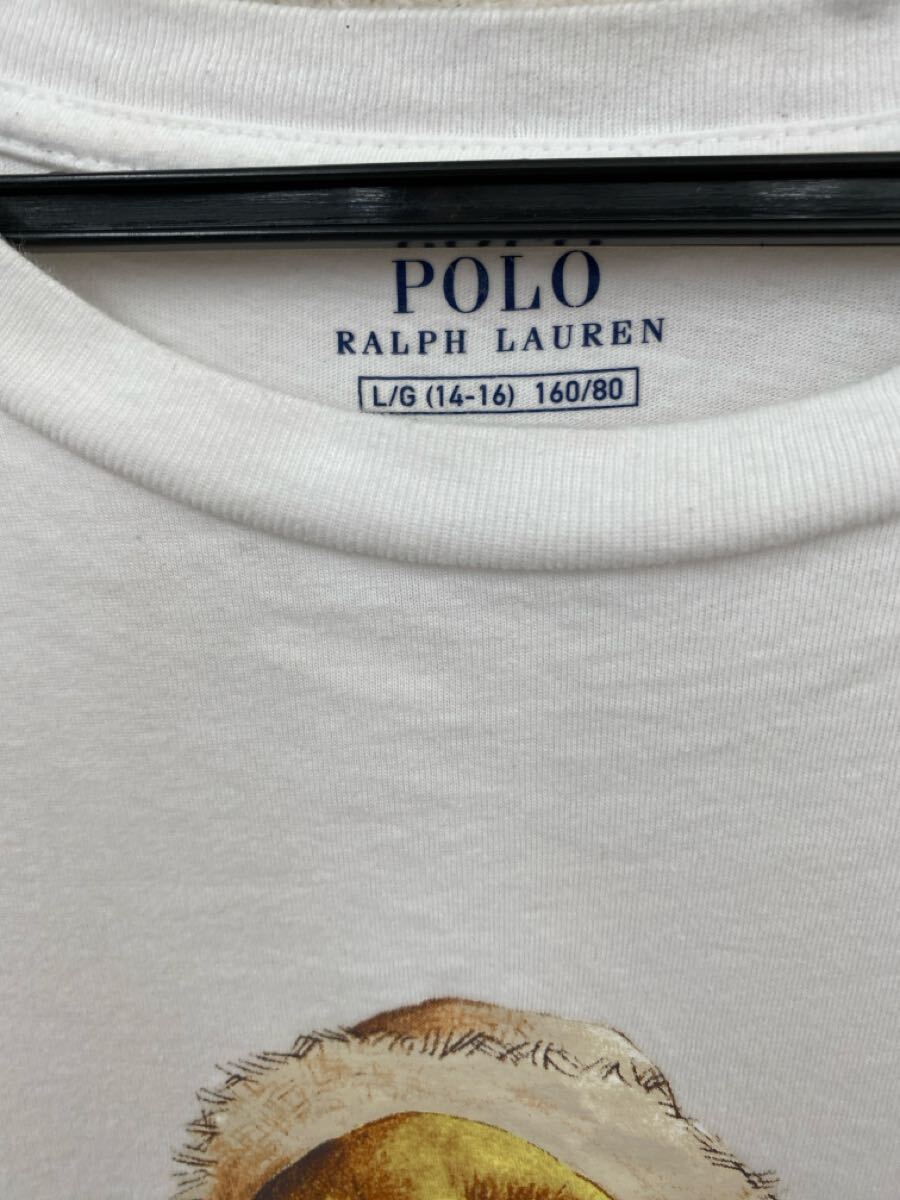 POLO
RALPH LAUREN
L/G (14-16) 160/80